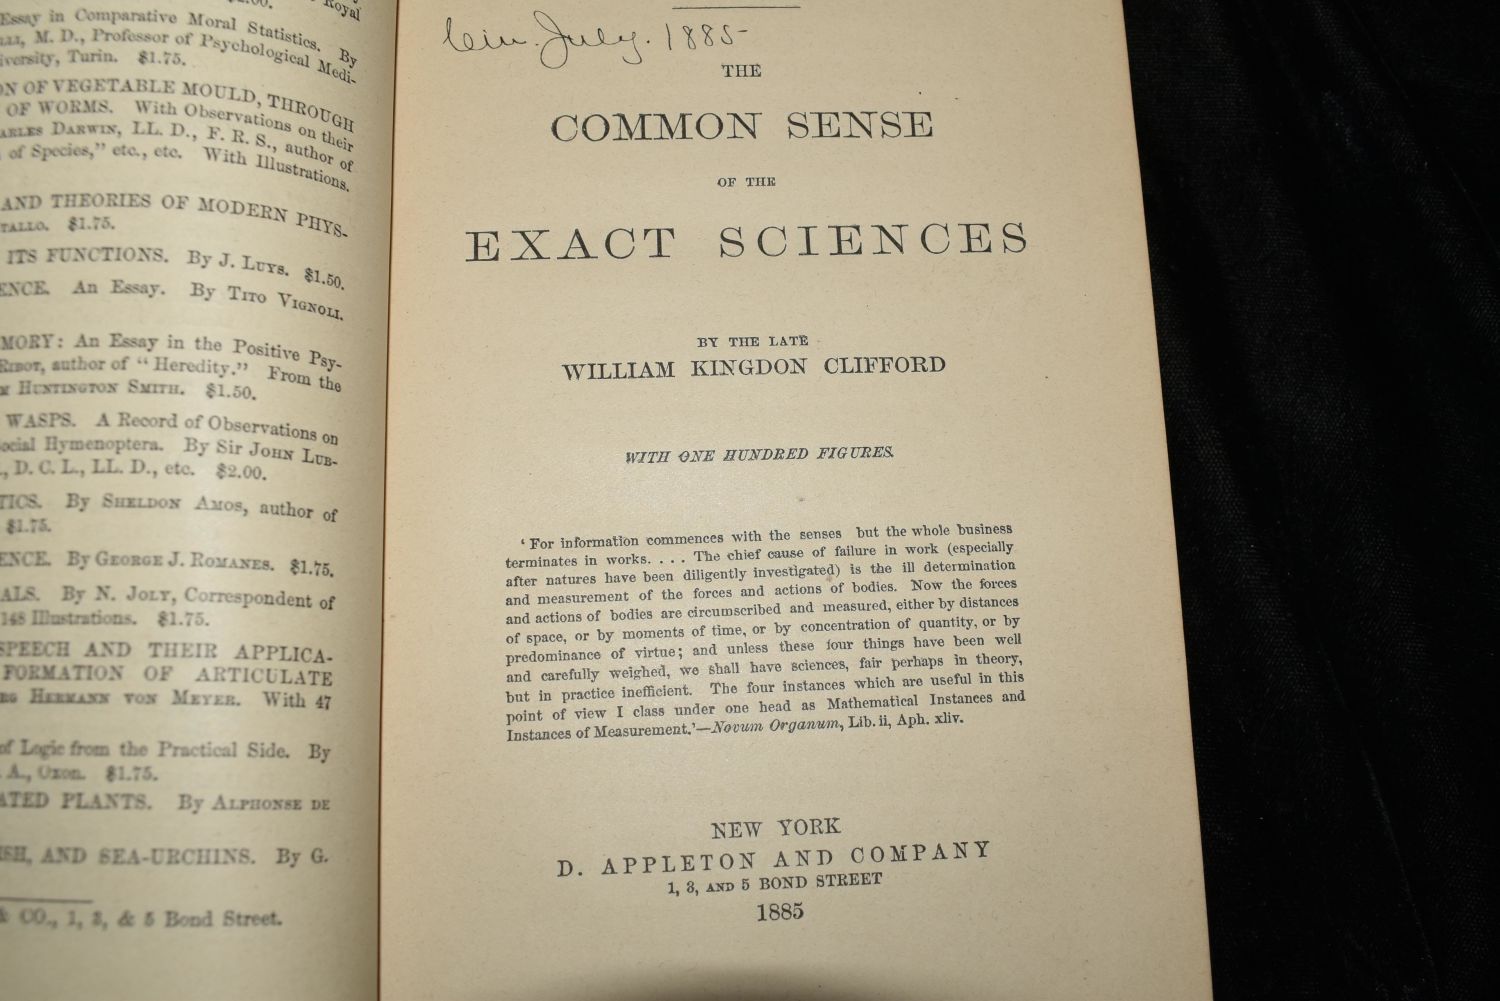 $2.00.
Royal
Essay in Comparative Moral Statistics. By
M. D., Professor of Psychological Medi-
Turin. $1.75.
ON OF VEGETABLE MOULD, THROUGH
OF WORMS. With Observations on their
DARWIN, LL. D., F. R. S., author of
of Species," etc., etc. With Illustrations.
AND THEORIES OF MODERN PHYS-
TALLO. $1.75.
ITS FUNCTIONS. By J. LUYS. $1.50.
ENCE. An Essay. By TITO VIGNOLI.
MORY: An Essay in the Positive Psy-
RIBOT, author of "Heredity." From the
HUNTINGTON SMITH. $1.50.
WASPS. A Record of Observations on
ocial Hymenoptera. By Sir JOHN LUB-
D. C. L., LL. D., etc. $2.00.
TICS. By SHELDON AMOS, author of
$1.75.
ENCE. By GEORGE J. ROMANES. $1.75.
ALS. By N. JOLY, Correspondent of
148 Illustrations. $1.75.
SPEECH AND THEIR APPLICA-
FORMATION OF ARTICULATE
HERMANN VON MEYER. With 47
of Logic from the Practical Side. By
A., Oxon. $1.75.
ATED PLANTS. By ALPHONSE DE
ISH, AND SEA-URCHINS. By G.
& CO., 1, 3, & 5 Bond Street.
Cin. July. 1885-
THE
COMMON SENSE
OF THE
EXACT SCIENCES
BY THE LATE
WILLIAM KINGDON CLIFFORD
WITH ONE HUNDRED FIGURES.
'For information commences with the senses but the whole business
terminates in works. . . . The chief cause of failure in work (especially
after natures have been diligently investigated) is the ill determination
and measurement of the forces and actions of bodies. Now the forces
and actions of bodies are circumscribed and measured, either by distances
of space, or by moments of time, or by concentration of quantity, or by
predominance of virtue; and unless these four things have been well
and carefully weighed, we shall have sciences, fair perhaps in theory,
but in practice inefficient. The four instances which are useful in this
point of view I class under one head as Mathematical Instances and
Instances of Measurement.'—Novum Organum, Lib. ii, Aph. xliv.
NEW YORK
D. APPLETON AND COMPANY
1, 3, AND 5 BOND STREET
1885